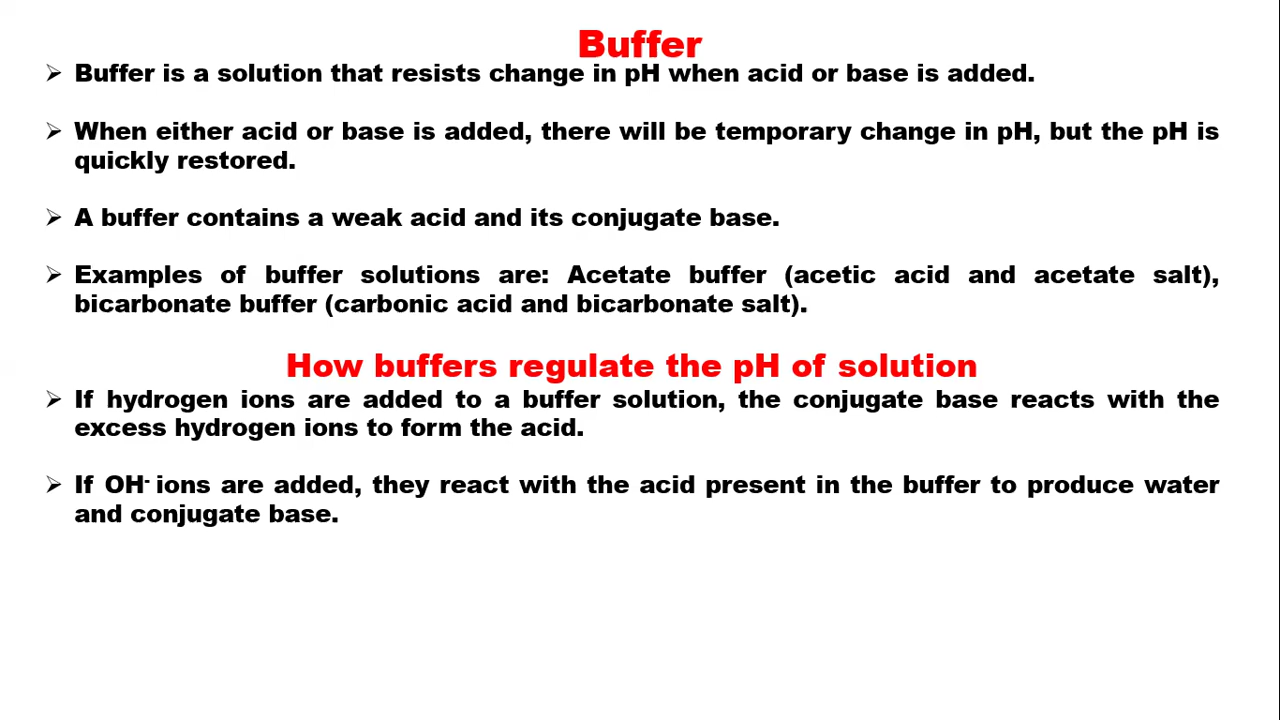 Buffer
➢ Buffer is a solution that resists change in pH when acid or base is added.
➢ When either acid or base is added, there will be temporary change in pH, but the pH is
quickly restored.
➢ A buffer contains a weak acid and its conjugate base.
➢ Examples of buffer solutions are: Acetate buffer (acetic acid and acetate salt),
bicarbonate buffer (carbonic acid and bicarbonate salt).
How buffers regulate the pH of solution
➢ If hydrogen ions are added to a buffer solution, the conjugate base reacts with the
excess hydrogen ions to form the acid.
➢ If OH⁻ ions are added, they react with the acid present in the buffer to produce water
and conjugate base.